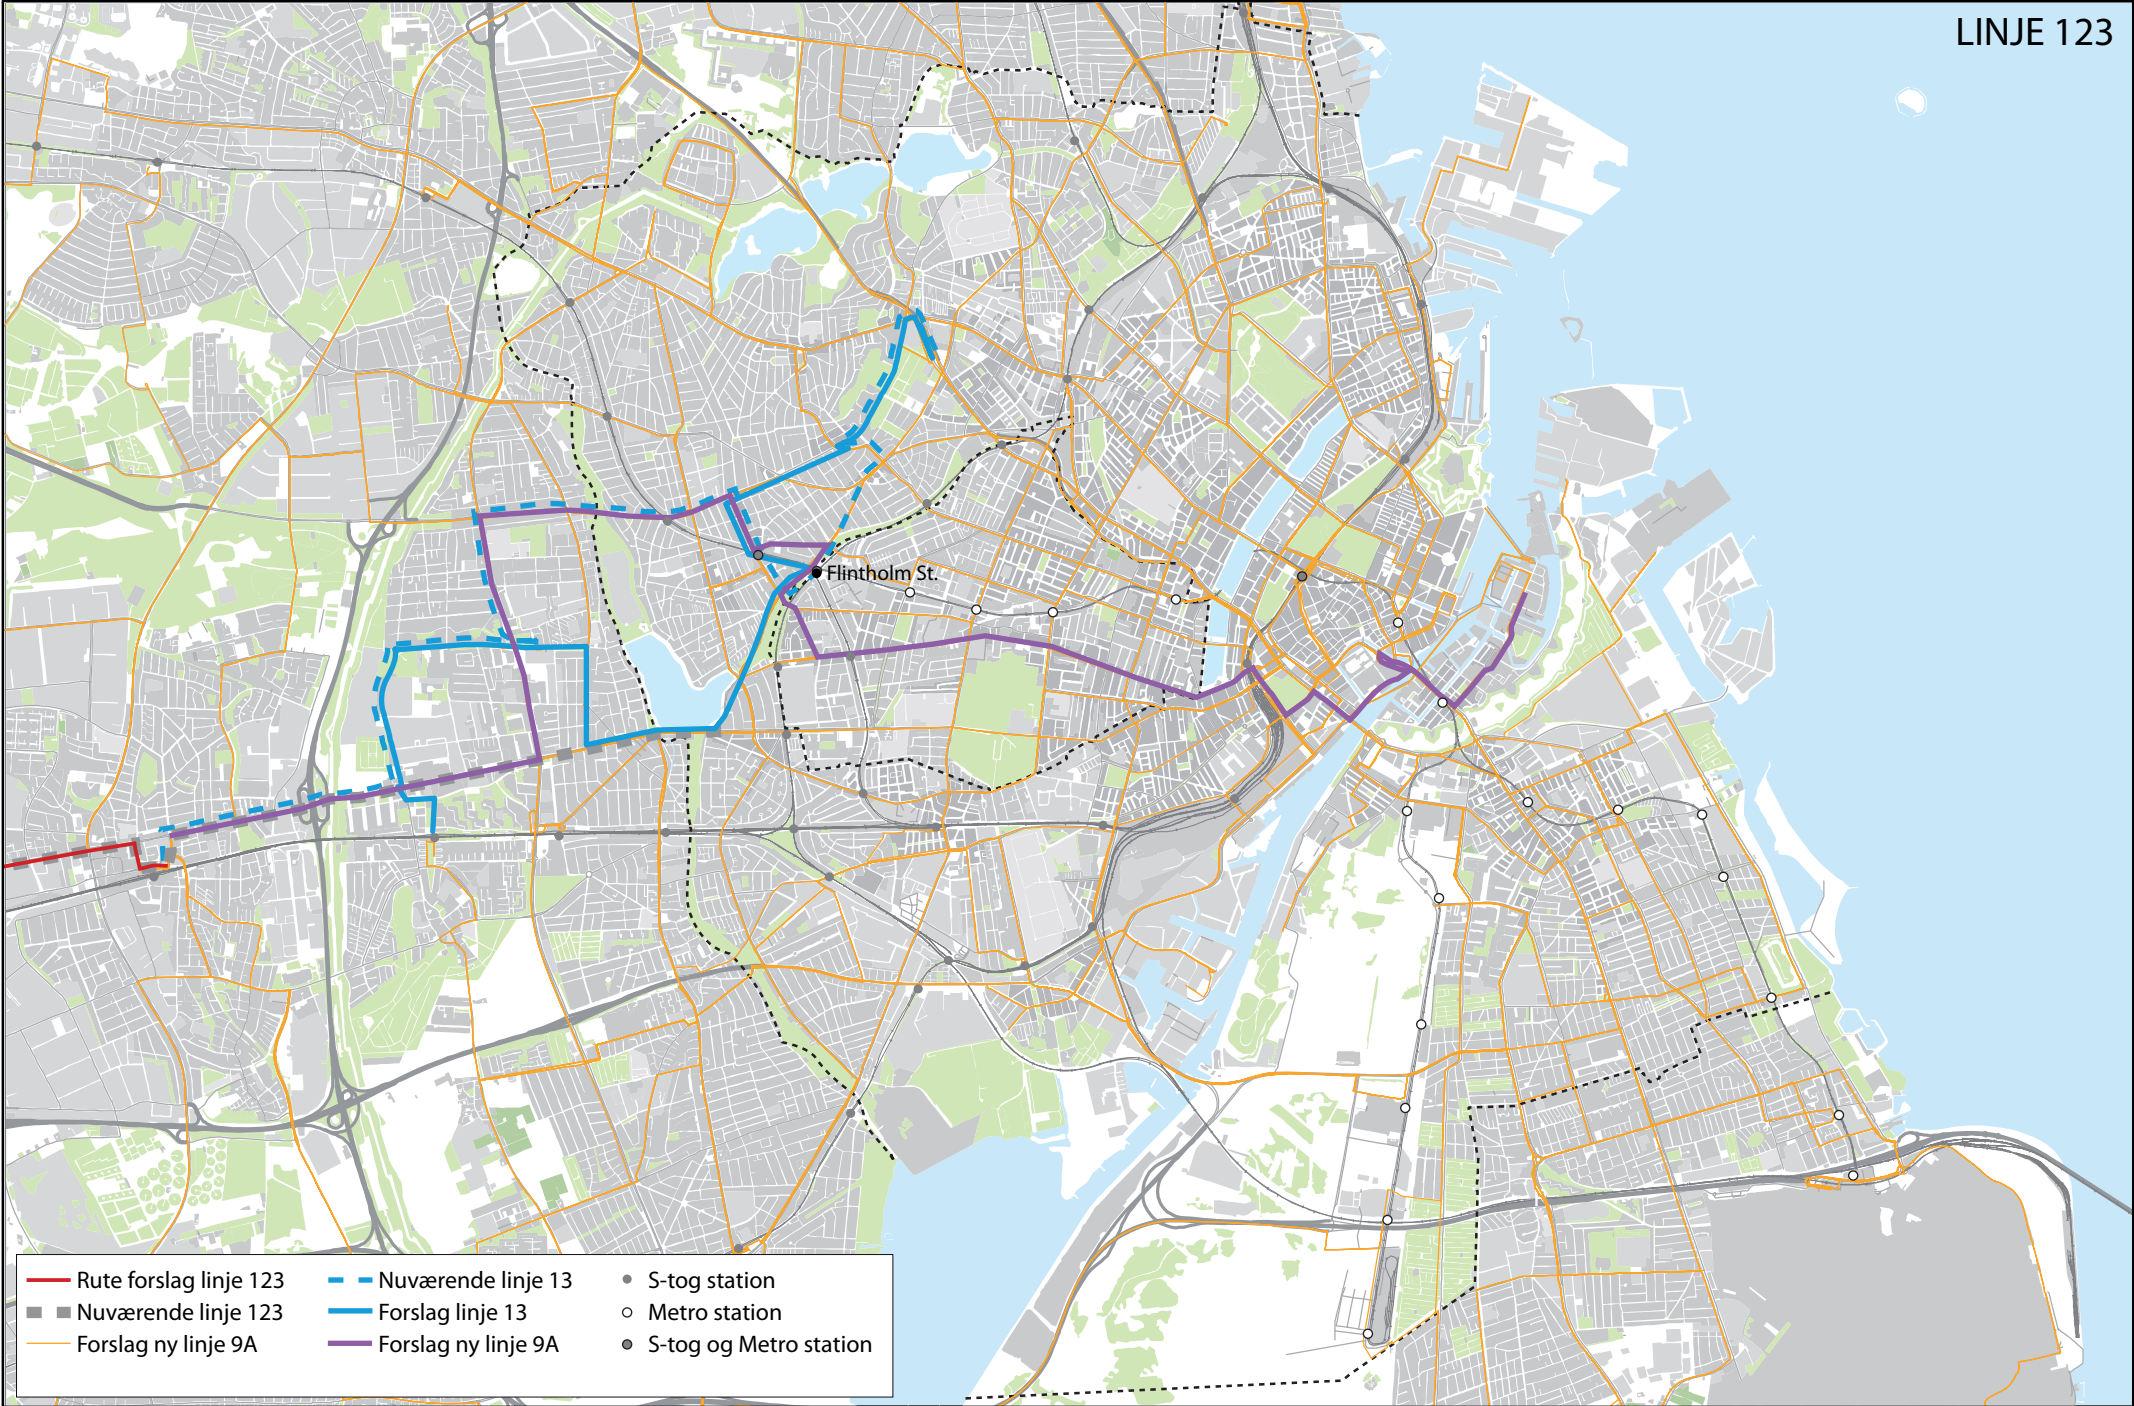 LINJE 123
Flintholm St.
Rute forslag linje 123
Nuværende linje 123
Forslag ny linje 9A
Nuværende linje 13
Forslag linje 13
Forslag ny linje 9A
S-tog station
Metro station
S-tog og Metro station